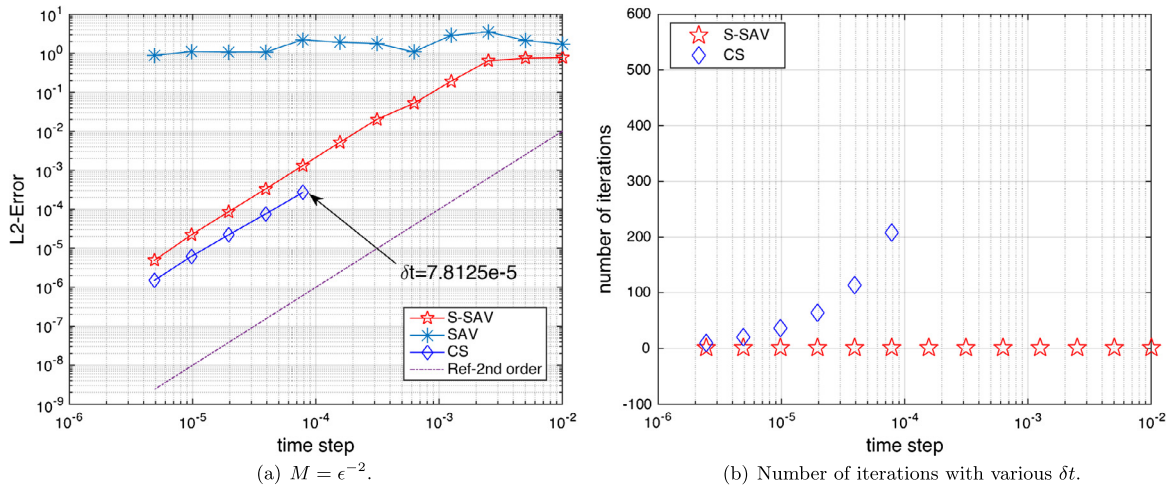 10^1
10^0
10^-1
10^-2
10^-3
10^-4
10^-5
10^-6
10^-7
10^-8
10^-9
L2-Error
δt=7.8125e-5
S-SAV
SAV
CS
Ref-2nd order
10^-6 10^-5 10^-4 10^-3 10^-2
time step
(a) M = ϵ^-2.
600
500
400
300
200
100
0
-100
number of iterations
S-SAV
CS
10^-6 10^-5 10^-4 10^-3 10^-2
time step
(b) Number of iterations with various δt.